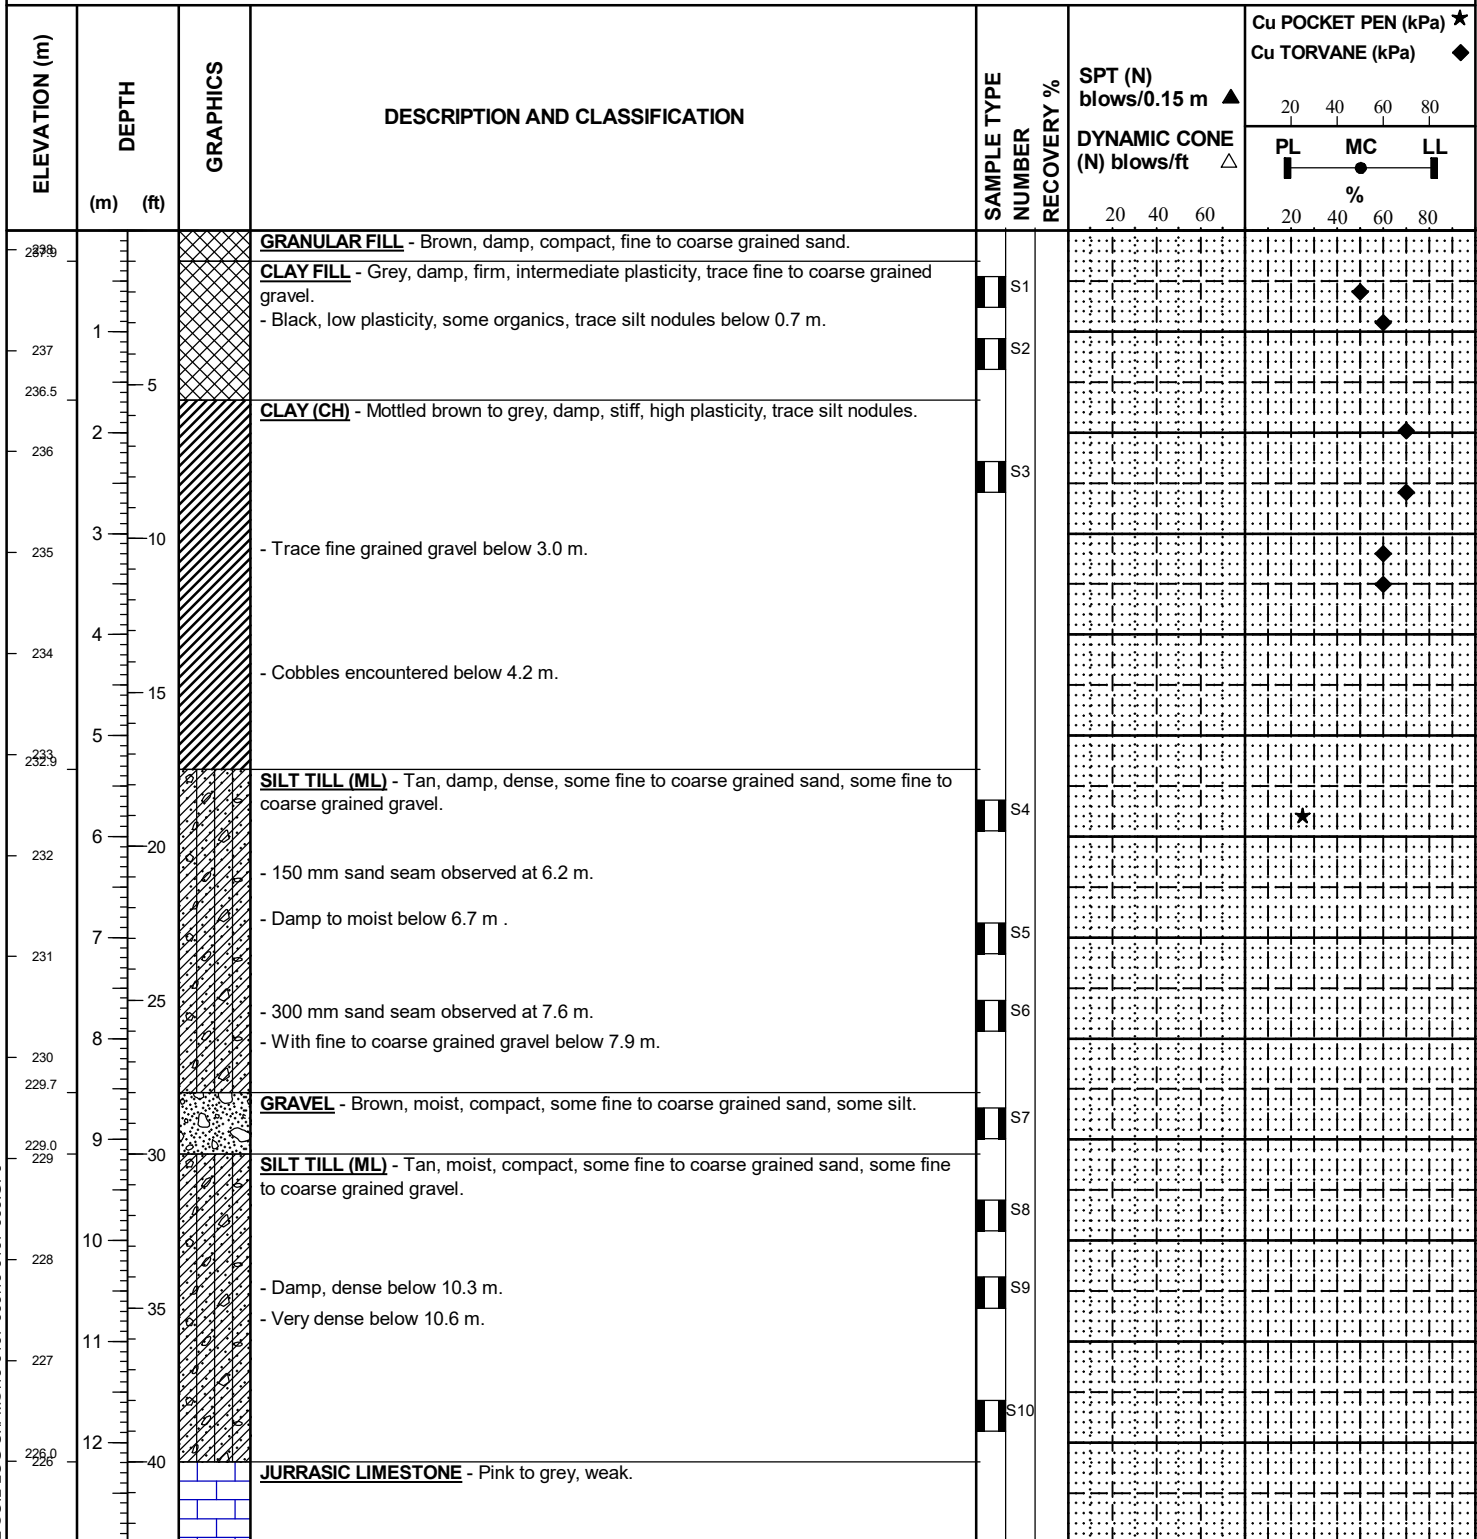 Cu POCKET PEN (kPa) ★
Cu TORVANE (kPa) ◆
20 40 60 80
ELEVATION (m)
DEPTH
(m) (ft)
GRAPHICS
DESCRIPTION AND CLASSIFICATION
SAMPLE TYPE
NUMBER
RECOVERY %
SPT (N)
blows/0.15 m ▲
DYNAMIC CONE
(N) blows/ft △
20 40 60
PL MC LL
%
20 40 60 80
238
237.9
GRANULAR FILL - Brown, damp, compact, fine to coarse grained sand.
CLAY FILL - Grey, damp, firm, intermediate plasticity, trace fine to coarse grained
gravel.
S1
- Black, low plasticity, some organics, trace silt nodules below 0.7 m.
1
237
S2
5
236.5
CLAY (CH) - Mottled brown to grey, damp, stiff, high plasticity, trace silt nodules.
2
236
S3
3
10
235
- Trace fine grained gravel below 3.0 m.
4
234
- Cobbles encountered below 4.2 m.
15
5
233
232.9
SILT TILL (ML) - Tan, damp, dense, some fine to coarse grained sand, some fine to
coarse grained gravel.
S4
6
20
232
- 150 mm sand seam observed at 6.2 m.
- Damp to moist below 6.7 m .
7
S5
231
25
- 300 mm sand seam observed at 7.6 m.
S6
8
- With fine to coarse grained gravel below 7.9 m.
230
229.7
GRAVEL - Brown, moist, compact, some fine to coarse grained sand, some silt.
S7
9
229.0
229
30
SILT TILL (ML) - Tan, moist, compact, some fine to coarse grained sand, some fine
to coarse grained gravel.
S8
10
228
- Damp, dense below 10.3 m.
S9
35
- Very dense below 10.6 m.
11
227
S10
12
226.0
226
40
JURRASIC LIMESTONE - Pink to grey, weak.